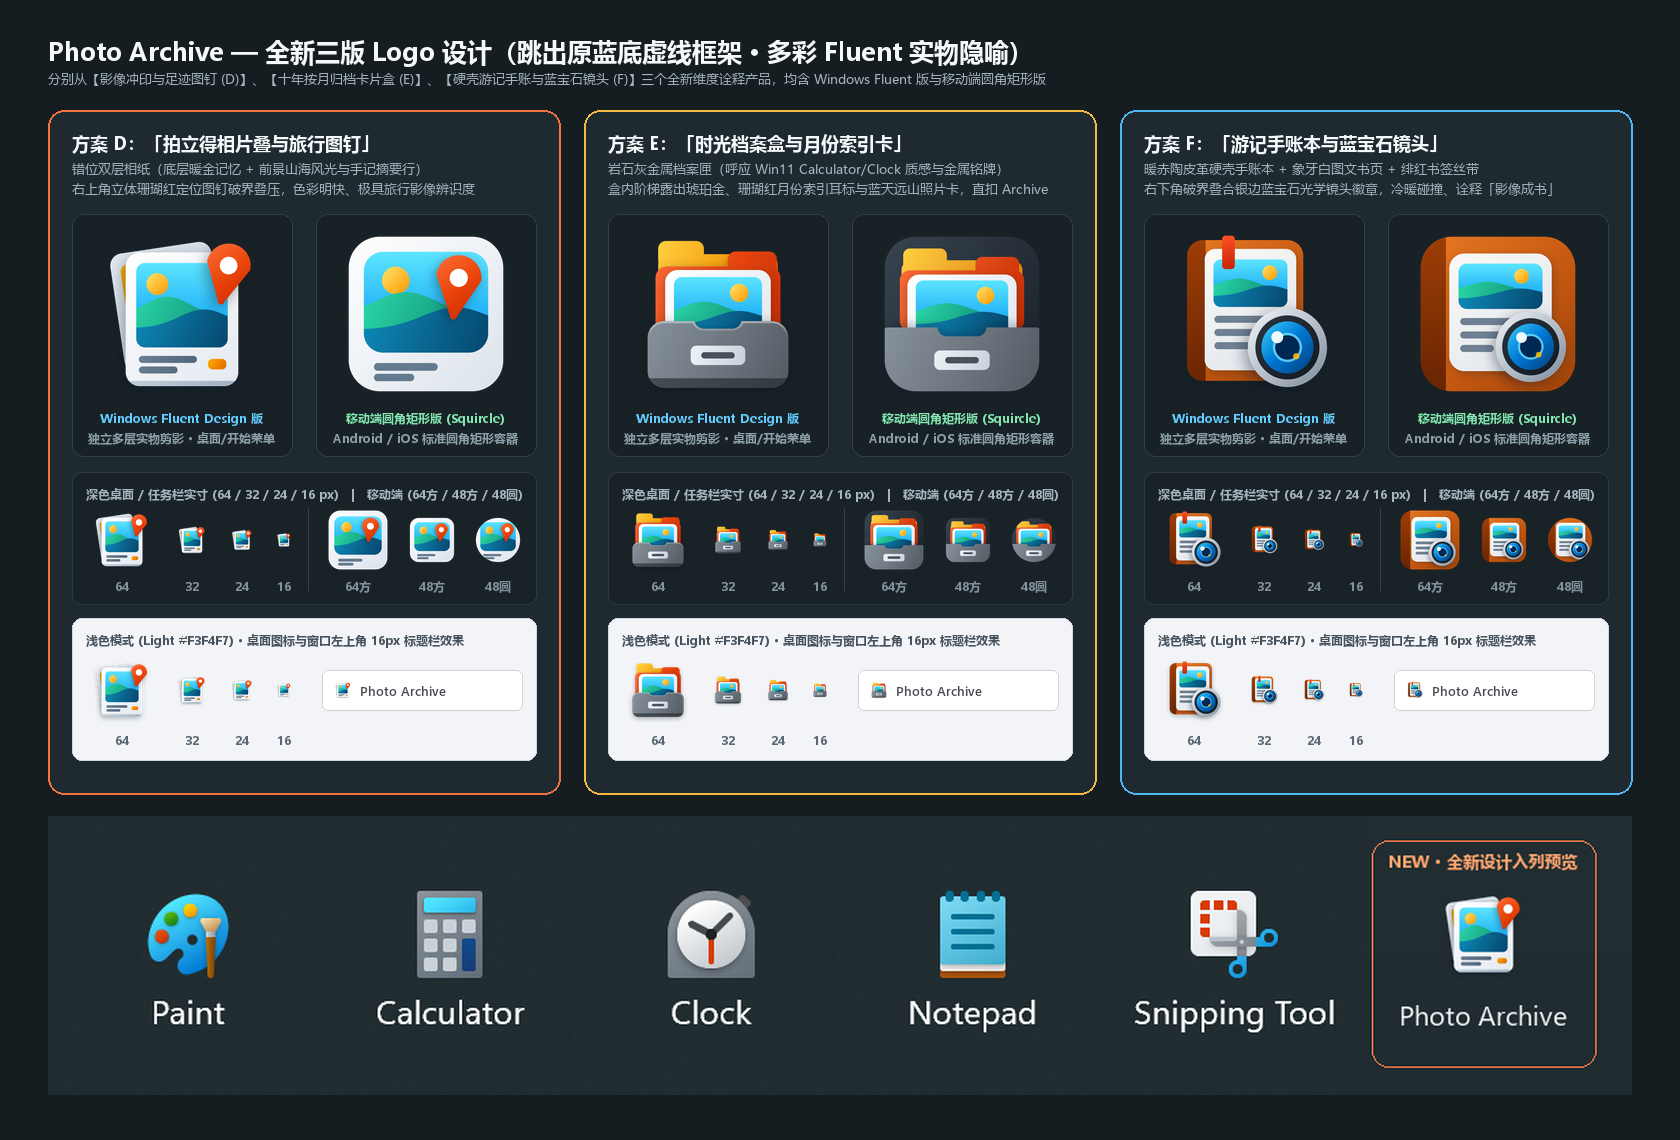 Photo Archive — 全新三版 Logo 设计（跳出原蓝底虚线框架・多彩 Fluent 实物隐喻）
分别从【影像冲印与足迹图钉 (D)】、【十年按月归档卡片盒 (E)】、【硬壳游记手账与蓝宝石镜头 (F)】三个全新维度诠释产品，均含 Windows Fluent 版与移动端圆角矩形版
方案 D：「拍立得相片叠与旅行图钉」
错位双层相纸（底层暖金记忆 + 前景山海风光与手记摘要行）
右上角立体珊瑚红定位图钉破界叠压，色彩明快、极具旅行影像辨识度
Windows Fluent Design 版
独立多层实物剪影・桌面/开始菜单
移动端圆角矩形版 (Squircle)
Android / iOS 标准圆角矩形容器
深色桌面 / 任务栏实寸 (64 / 32 / 24 / 16 px) | 移动端 (64方 / 48方 / 48圆)
64 32 24 16 64方 48方 48圆
浅色模式 (Light #F3F4F7)・桌面图标与窗口左上角 16px 标题栏效果
Photo Archive
64 32 24 16
方案 E：「时光档案盒与月份索引卡」
岩石灰金属档案匣（呼应 Win11 Calculator/Clock 质感与金属铭牌）
盒内阶梯露出琥珀金、珊瑚红月份索引耳标与蓝天远山照片卡，直扣 Archive
Windows Fluent Design 版
独立多层实物剪影・桌面/开始菜单
移动端圆角矩形版 (Squircle)
Android / iOS 标准圆角矩形容器
深色桌面 / 任务栏实寸 (64 / 32 / 24 / 16 px) | 移动端 (64方 / 48方 / 48圆)
64 32 24 16 64方 48方 48圆
浅色模式 (Light #F3F4F7)・桌面图标与窗口左上角 16px 标题栏效果
Photo Archive
64 32 24 16
方案 F：「游记手账本与蓝宝石镜头」
暖赤陶皮革硬壳手账本 + 象牙白图文书页 + 绯红书签丝带
右下角破界叠合银边蓝宝石光学镜头徽章，冷暖碰撞、诠释「影像成书」
Windows Fluent Design 版
独立多层实物剪影・桌面/开始菜单
移动端圆角矩形版 (Squircle)
Android / iOS 标准圆角矩形容器
深色桌面 / 任务栏实寸 (64 / 32 / 24 / 16 px) | 移动端 (64方 / 48方 / 48圆)
64 32 24 16 64方 48方 48圆
浅色模式 (Light #F3F4F7)・桌面图标与窗口左上角 16px 标题栏效果
Photo Archive
64 32 24 16
NEW・全新设计入列预览
Paint
Calculator
Clock
Notepad
Snipping Tool
Photo Archive